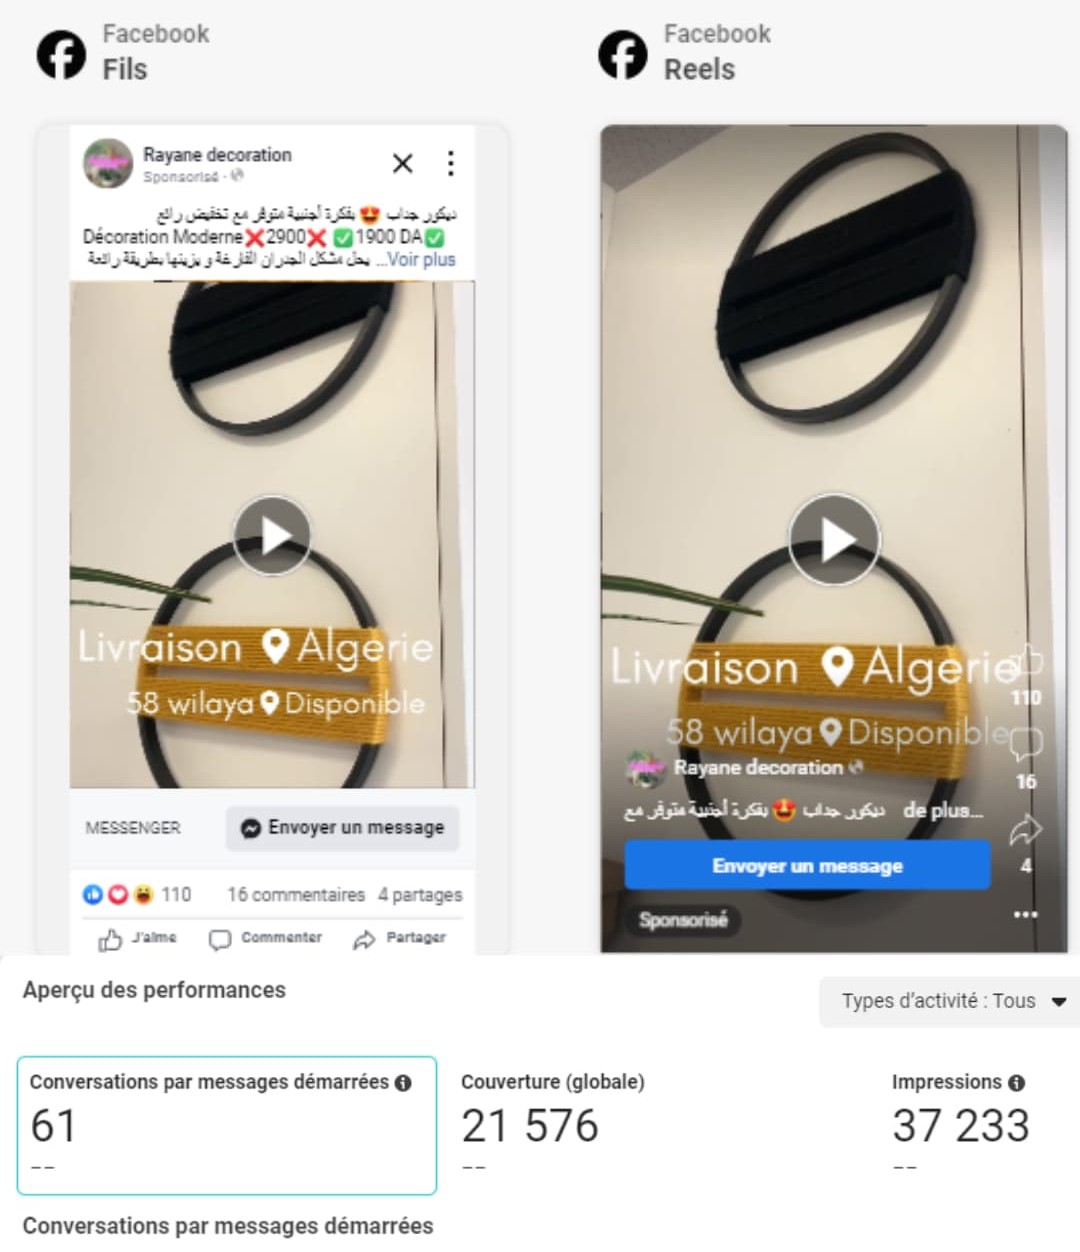 Facebook
Fils
Rayane decoration
Sponsorisé ·
ديكور جداب 😍 بفكرة أجنبية متوفر مع تخفيض رائع
Décoration Moderne❌2900❌ ✅1900 DA✅
يحل مشكل الجدران الفارغة و يزينها بطريقة رائعة ...Voir plus
Livraison Algerie
58 wilaya Disponible
MESSENGER
Envoyer un message
110 16 commentaires 4 partages
J'aime Commenter Partager
Facebook
Reels
Livraison Algerie
58 wilaya Disponible
110
16
4
Rayane decoration
ديكور جداب 😍 بفكرة أجنبية متوفر مع de plus...
Envoyer un message
Sponsorisé
Aperçu des performances
Types d'activité : Tous
Conversations par messages démarrées
61
--
Couverture (globale)
21 576
--
Impressions
37 233
--
Conversations par messages démarrées